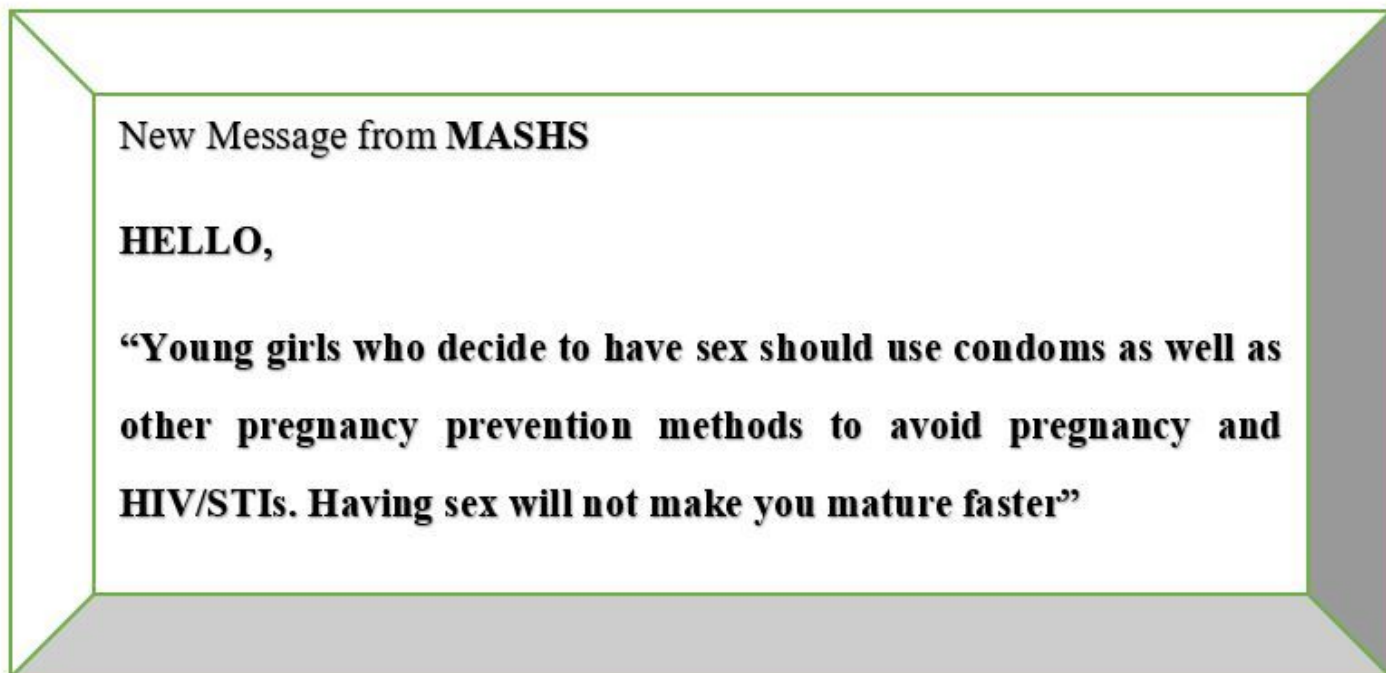 New Message from MASHS
HELLO,
“Young girls who decide to have sex should use condoms as well as
other pregnancy prevention methods to avoid pregnancy and
HIV/STIs. Having sex will not make you mature faster”